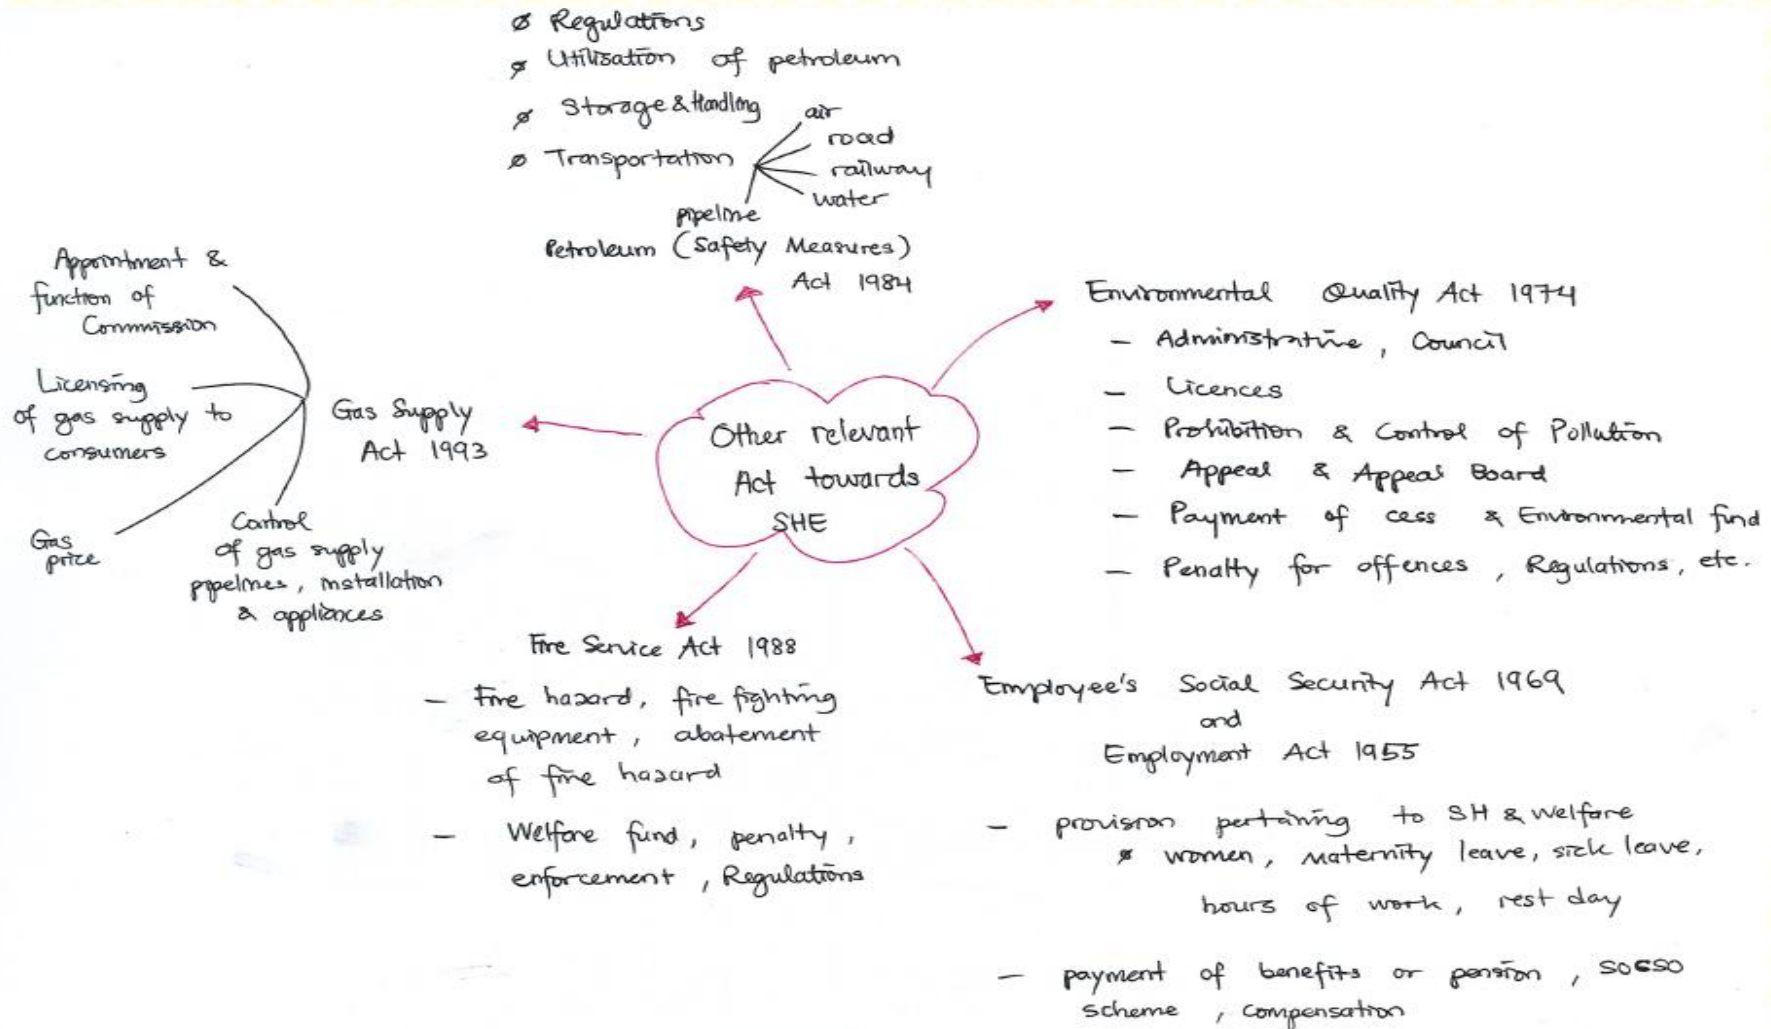 Ø Regulations
Ø Utilisation of petroleum
Ø Storage & Handling
Ø Transportation
air
road
railway
water
pipeline
Petroleum (Safety Measures)
Act 1984
Environmental Quality Act 1974
- Administrative, Council
- Licences
- Prohibition & Control of Pollution
- Appeal & Appeal Board
- Payment of cess & Environmental fund
- Penalty for offences, Regulations, etc.
Appointment &
function of
Commission
Licensing
of gas supply to
consumers
Gas
price
Control
of gas supply
pipelines, installation
& appliances
Gas Supply
Act 1993
Other relevant
Act towards
SHE
Fire Service Act 1988
- Fire hazard, fire fighting
equipment, abatement
of fire hazard
- Welfare fund, penalty,
enforcement, Regulations
Employee's Social Security Act 1969
and
Employment Act 1955
- provision pertaining to SH & welfare
Ø women, maternity leave, sick leave,
hours of work, rest day
- payment of benefits or pension, SOCSO
scheme, compensation